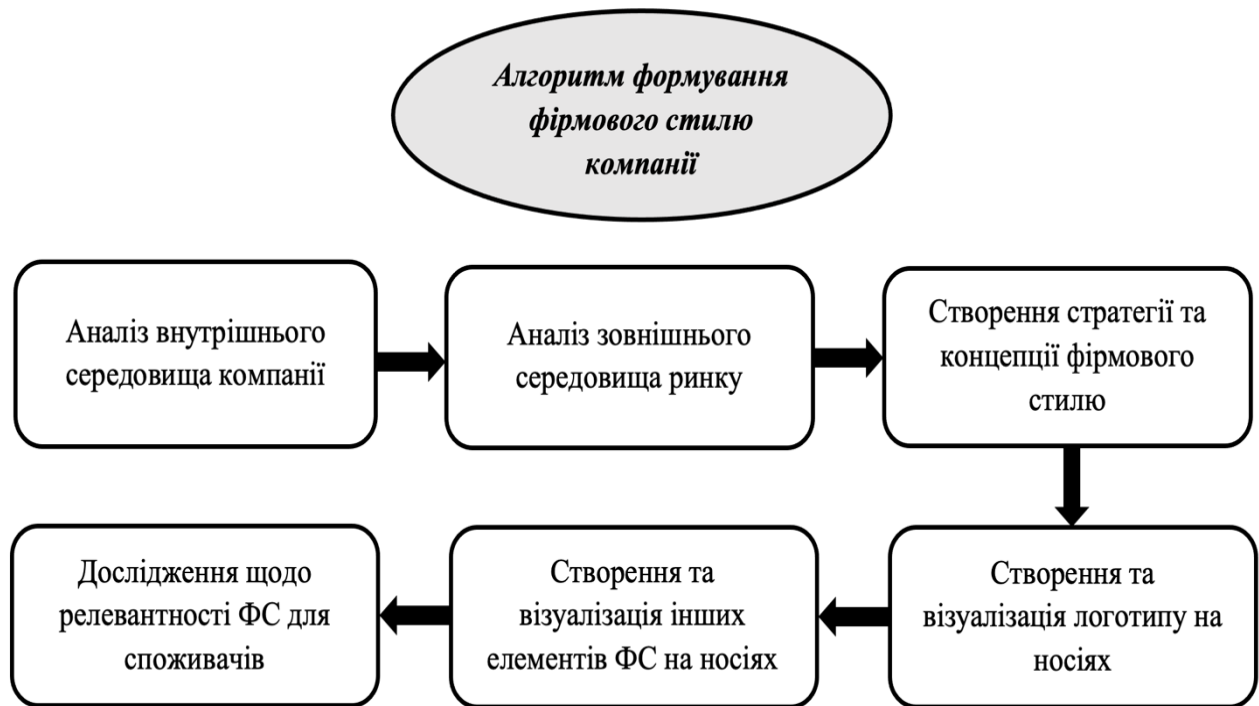 Алгоритм формування
фірмового стилю
компанії
Аналіз внутрішнього
середовища компанії
Аналіз зовнішнього
середовища ринку
Створення стратегії та
концепції фірмового
стилю
Створення та
візуалізація логотипу на
носіях
Створення та
візуалізація інших
елементів ФС на носіях
Дослідження щодо
релевантності ФС для
споживачів